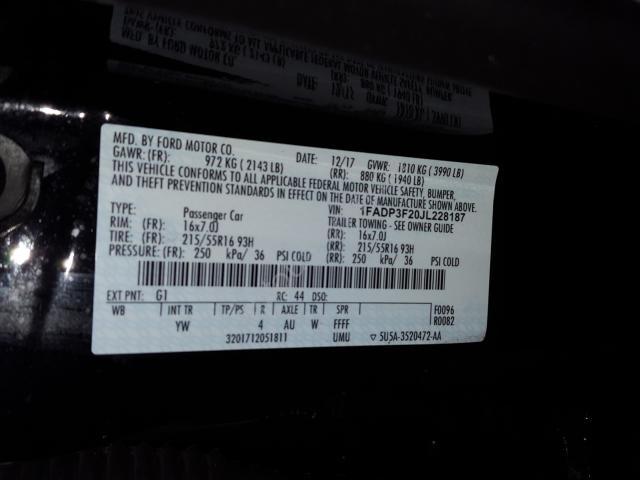 MFD. BY FORD MOTOR CO. DATE: 12/17 GVWR: 1810 KG ( 3990 LB)
GAWR: (FR): 972 KG ( 2143 LB) (RR): 880 KG ( 1940 LB)
THIS VEHICLE CONFORMS TO ALL APPLICABLE FEDERAL MOTOR VEHICLE SAFETY, BUMPER,
AND THEFT PREVENTION STANDARDS IN EFFECT ON THE DATE OF MANUFACTURE SHOWN ABOVE.
VIN: 1FADP3F20JL228187
TYPE: Passenger Car TRAILER TOWING - SEE OWNER GUIDE
RIM: (FR): 16x7.0J (RR): 16x7.0J
TIRE: (FR): 215/55R16 93H (RR): 215/55R16 93H
PRESSURE: (FR): 250 kPa/ 36 PSI COLD (RR): 250 kPa/ 36 PSI COLD
EXT PNT: G1 RC: 44 DSO:
WB INT TR TP/PS R AXLE TR SPR F0096
YW 4 AU W FFFF R0082
3201712051811 UMU ▽ 5U5A-3520472-AA